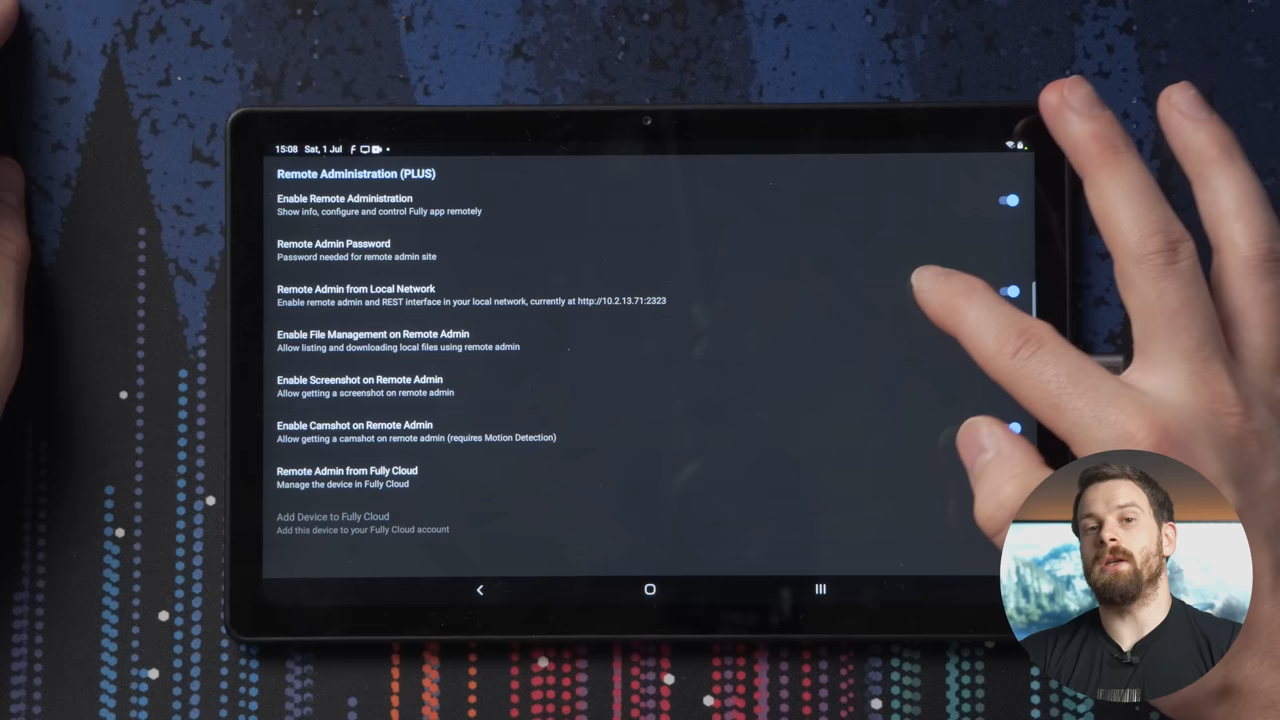 15:08 Sat, 1 Jul
Remote Administration (PLUS)
Enable Remote Administration
Show info, configure and control Fully app remotely
Remote Admin Password
Password needed for remote admin site
Remote Admin from Local Network
Enable remote admin and REST interface in your local network, currently at http://10.2.13.71:2323
Enable File Management on Remote Admin
Allow listing and downloading local files using remote admin
Enable Screenshot on Remote Admin
Allow getting a screenshot on remote admin
Enable Camshot on Remote Admin
Allow getting a camshot on remote admin (requires Motion Detection)
Remote Admin from Fully Cloud
Manage the device in Fully Cloud
Add Device to Fully Cloud
Add this device to your Fully Cloud account